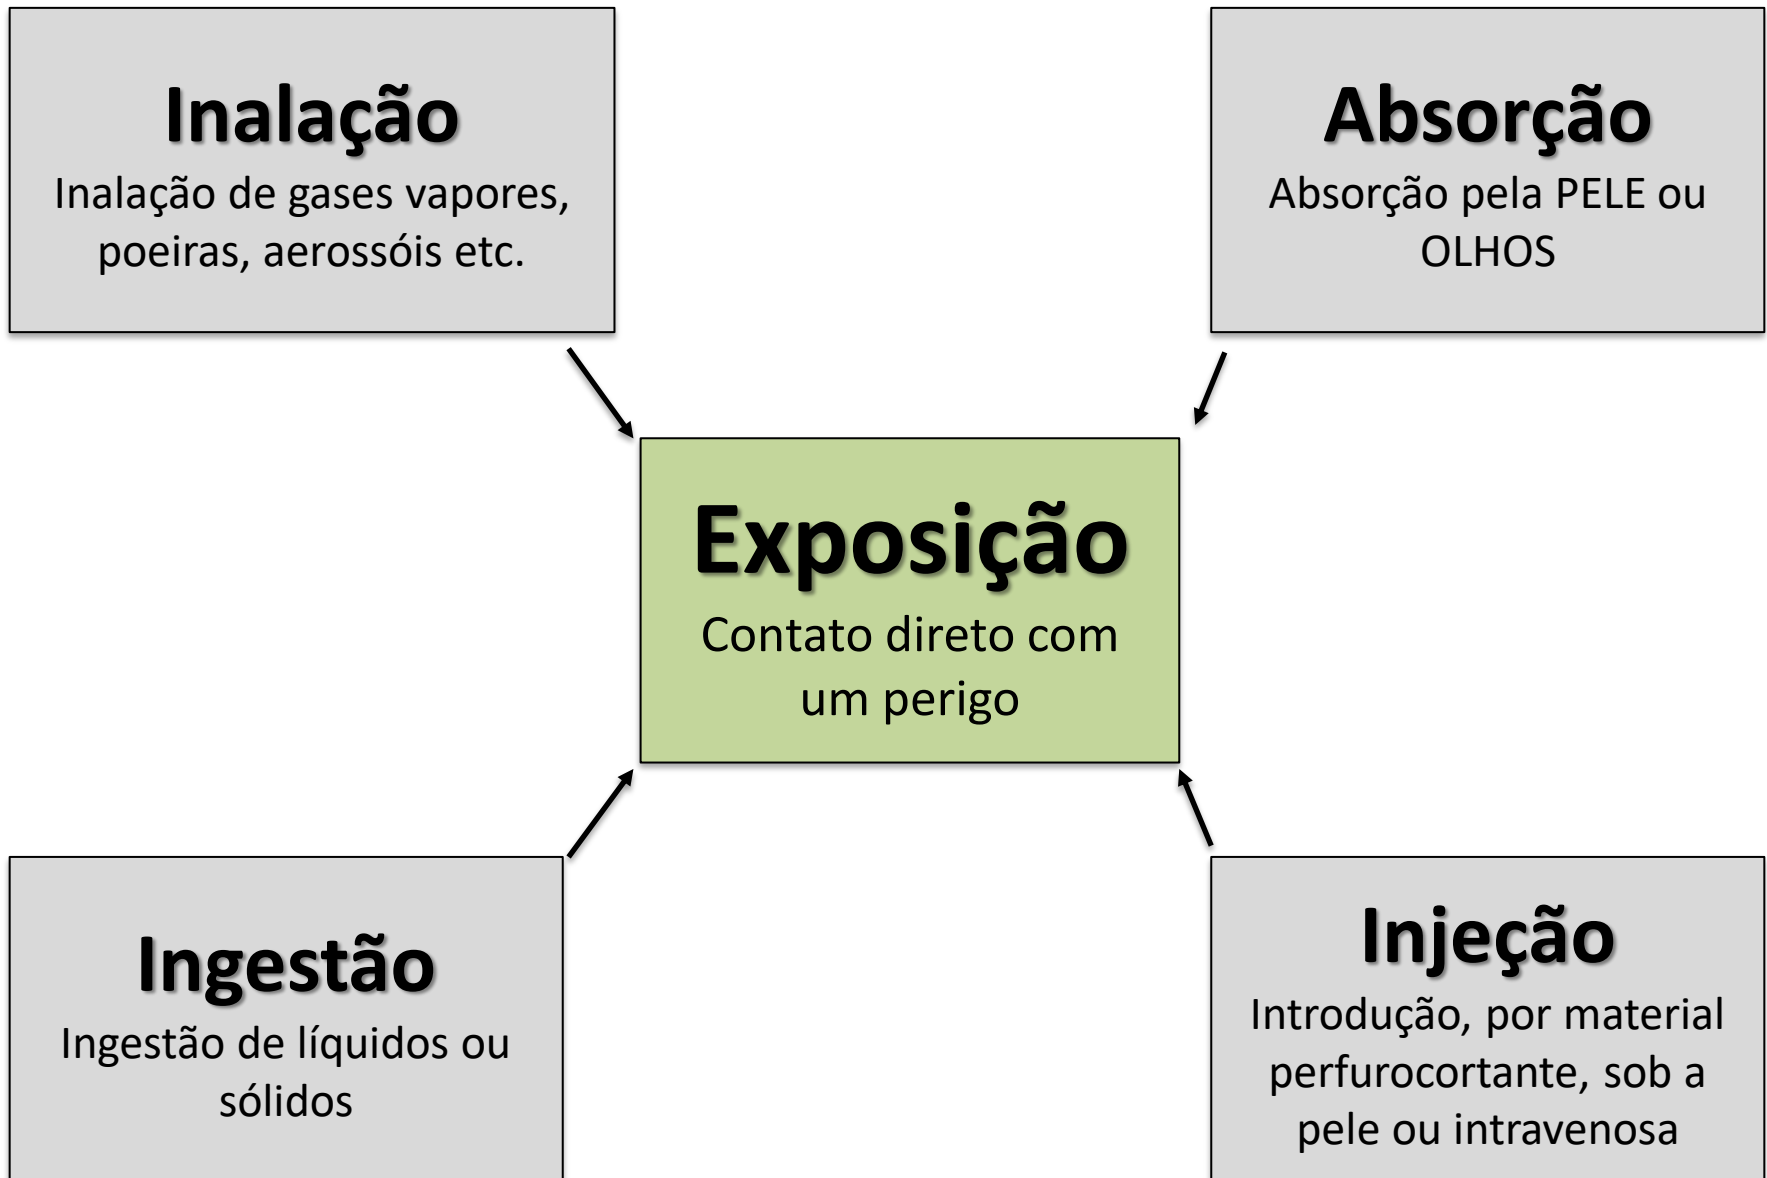 Inalação
Inalação de gases vapores,
poeiras, aerossóis etc.
Absorção
Absorção pela PELE ou
OLHOS
Exposição
Contato direto com
um perigo
Ingestão
Ingestão de líquidos ou
sólidos
Injeção
Introdução, por material
perfurocortante, sob a
pele ou intravenosa